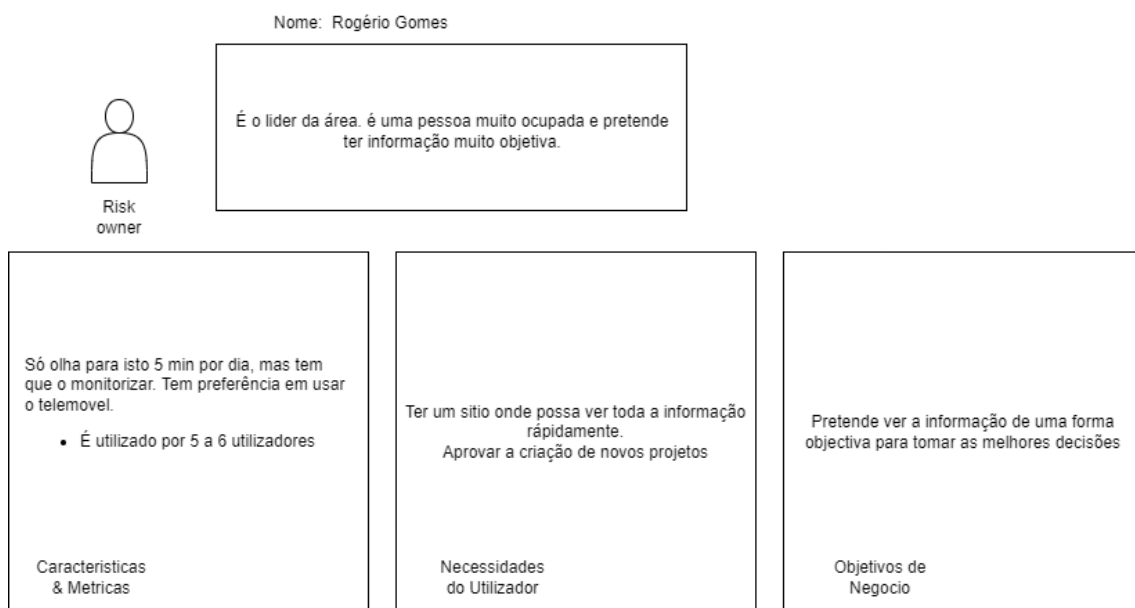 Nome: Rogério Gomes
É o lider da área. é uma pessoa muito ocupada e pretende
ter informação muito objetiva.
Risk
owner
Só olha para isto 5 min por dia, mas tem
que o monitorizar. Tem preferência em usar
o telemovel.
• É utilizado por 5 a 6 utilizadores
Caracteristicas
& Metricas
Ter um sitio onde possa ver toda a informação
rápidamente.
Aprovar a criação de novos projetos
Necessidades
do Utilizador
Pretende ver a informação de uma forma
objectiva para tomar as melhores decisões
Objetivos de
Negocio